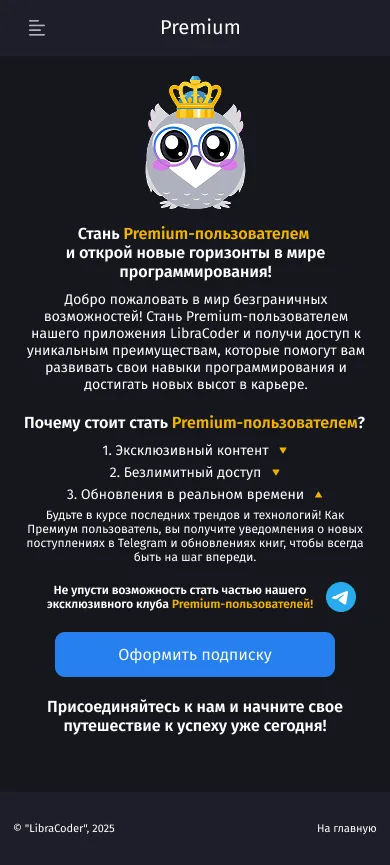 Premium
Стань Premium-пользователем
и открой новые горизонты в мире
программирования!
Добро пожаловать в мир безграничных
возможностей! Стань Premium-пользователем
нашего приложения LibraCoder и получи доступ к
уникальным преимуществам, которые помогут вам
развивать свои навыки программирования и
достигать новых высот в карьере.
Почему стоит стать Premium-пользователем?
1. Эксклюзивный контент
2. Безлимитный доступ
3. Обновления в реальном времени
Будьте в курсе последних трендов и технологий! Как
Премиум пользователь, вы получите уведомления о новых
поступлениях в Telegram и обновлениях книг, чтобы всегда
быть на шаг впереди.
Не упусти возможность стать частью нашего
эксклюзивного клуба Premium-пользователей!
Оформить подписку
Присоединяйтесь к нам и начните свое
путешествие к успеху уже сегодня!
© "LibraCoder", 2025
На главную